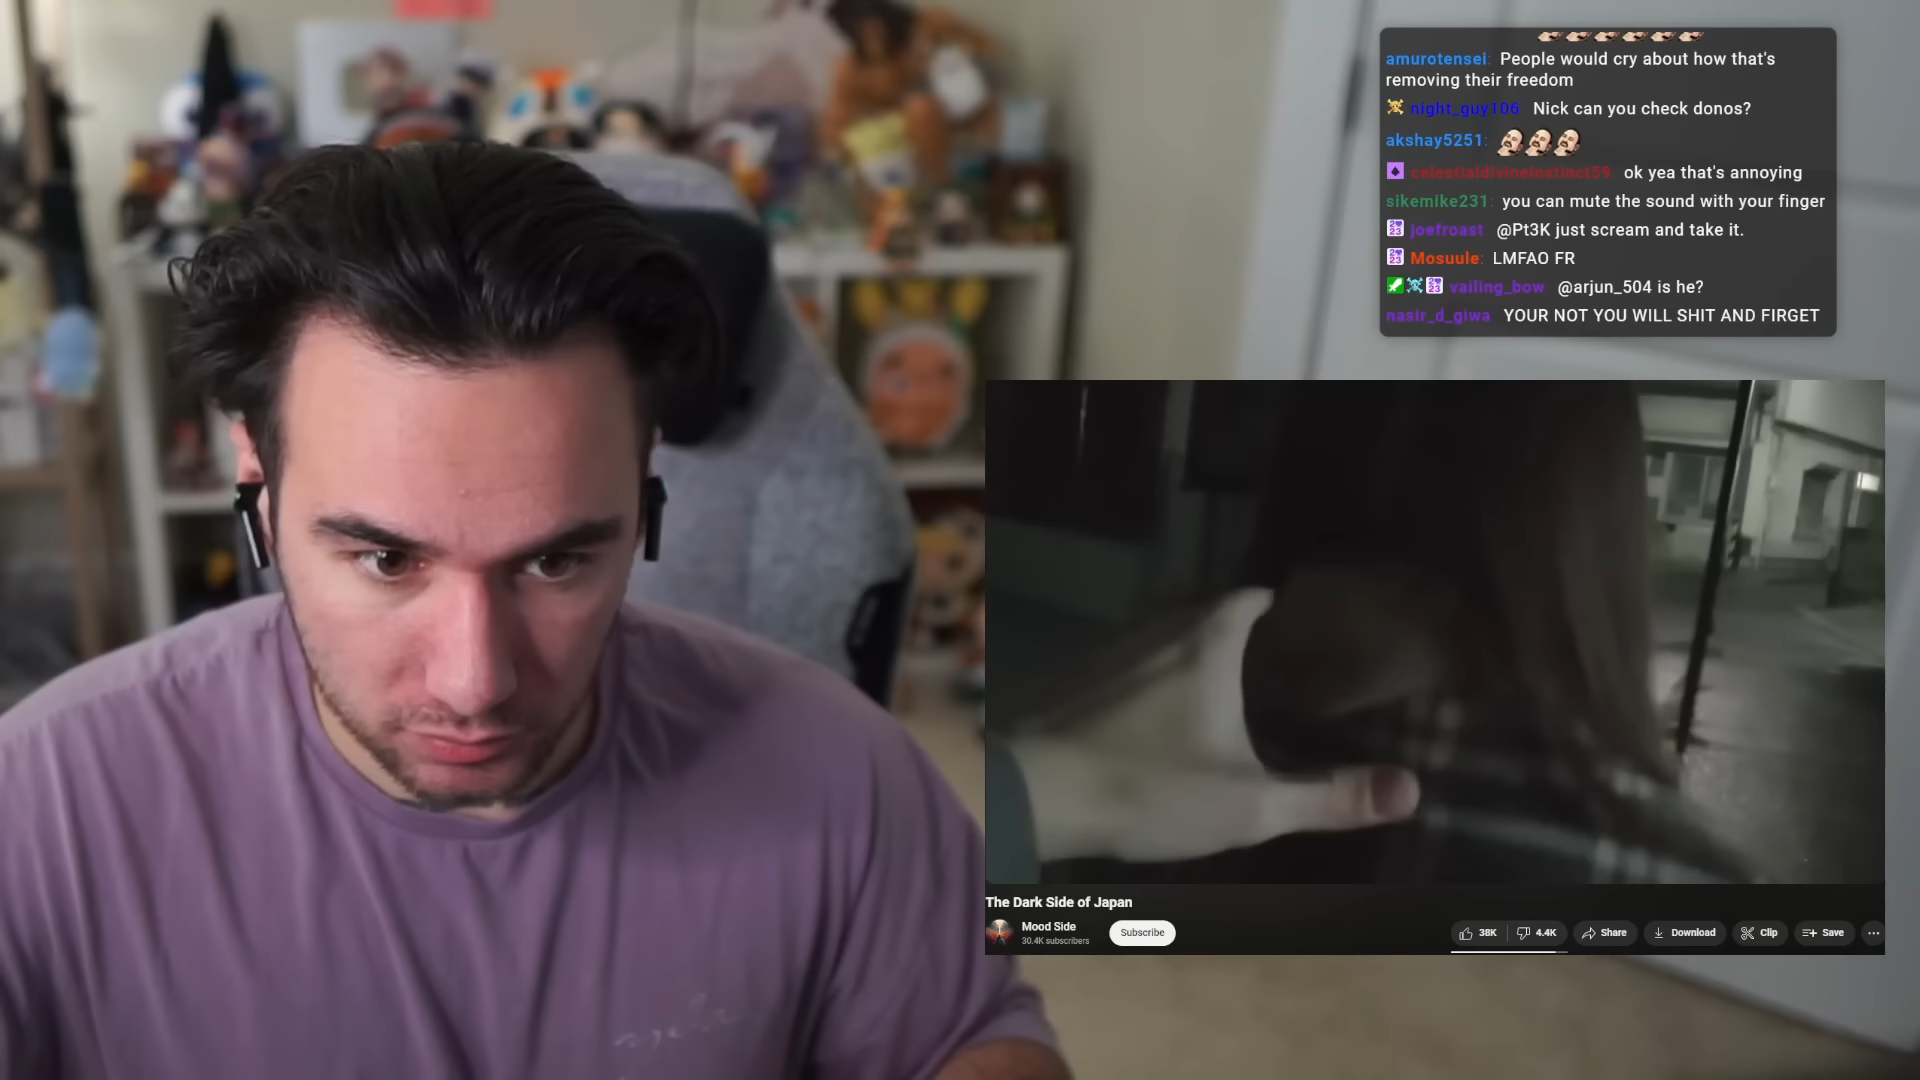 amurotensei: People would cry about how that's
removing their freedom
night_guy106: Nick can you check donos?
akshay5251:
celestialdivineinstinct59: ok yea that's annoying
sikemike231: you can mute the sound with your finger
joefroast: @Pt3K just scream and take it.
Mosuule: LMFAO FR
vailing_bow: @arjun_504 is he?
nasir_d_giwa: YOUR NOT YOU WILL SHIT AND FIRGET
The Dark Side of Japan
Mood Side
30.4K subscribers
Subscribe
38K
4.4K
Share
Download
Clip
Save